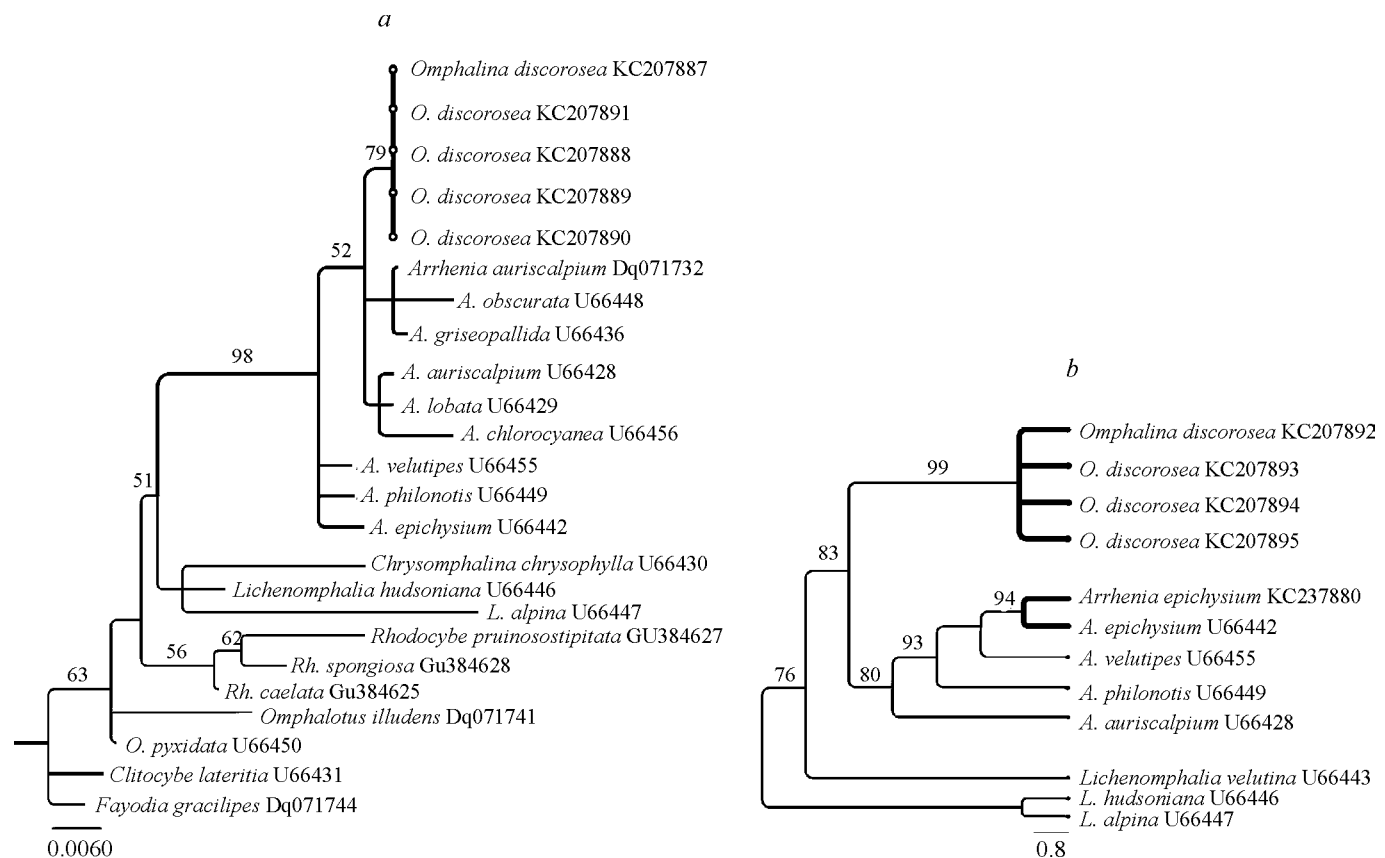 a
Omphalina discorosea KC207887
O. discorosea KC207891
79
O. discorosea KC207888
O. discorosea KC207889
O. discorosea KC207890
52
Arrhenia auriscalpium Dq071732
A. obscurata U66448
A. griseopallida U66436
98
A. auriscalpium U66428
A. lobata U66429
A. chlorocyanea U66456
A. velutipes U66455
51
A. philonotis U66449
A. epichysium U66442
Chrysomphalina chrysophylla U66430
Lichenomphalia hudsoniana U66446
L. alpina U66447
62
Rhodocybe pruinosostipitata GU384627
56
Rh. spongiosa Gu384628
63
Rh. caelata Gu384625
Omphalotus illudens Dq071741
O. pyxidata U66450
Clitocybe lateritia U66431
Fayodia gracilipes Dq071744
0.0060
b
Omphalina discorosea KC207892
99
O. discorosea KC207893
O. discorosea KC207894
O. discorosea KC207895
83
94
Arrhenia epichysium KC237880
A. epichysium U66442
93
A. velutipes U66455
76
80
A. philonotis U66449
A. auriscalpium U66428
Lichenomphalia velutina U66443
L. hudsoniana U66446
L. alpina U66447
0.8